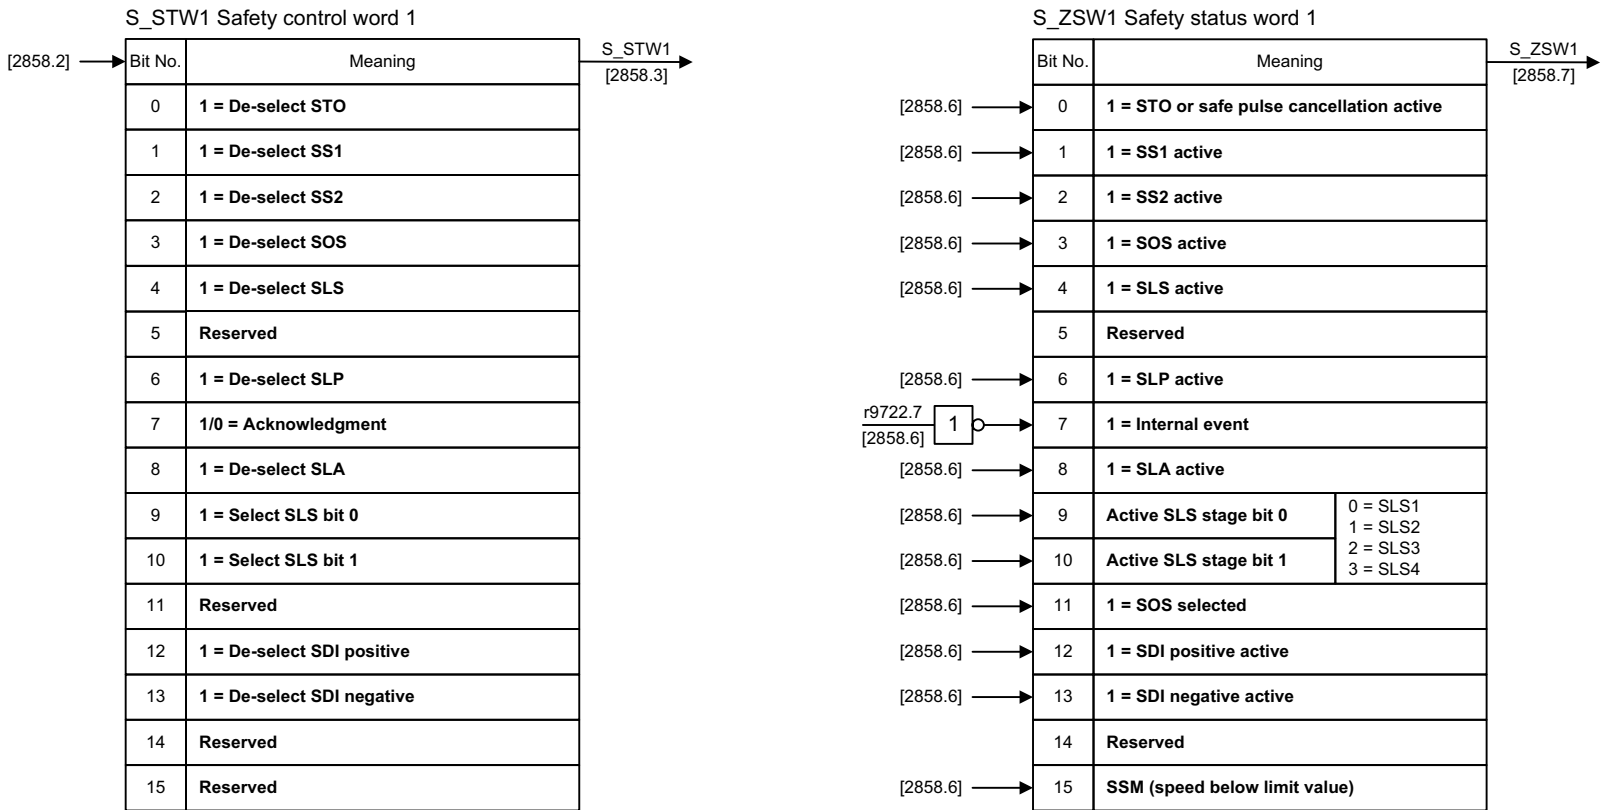 S_STW1 Safety control word 1
[2858.2]
Bit No. Meaning
S_STW1
[2858.3]
0 1 = De-select STO
1 1 = De-select SS1
2 1 = De-select SS2
3 1 = De-select SOS
4 1 = De-select SLS
5 Reserved
6 1 = De-select SLP
7 1/0 = Acknowledgment
8 1 = De-select SLA
9 1 = Select SLS bit 0
10 1 = Select SLS bit 1
11 Reserved
12 1 = De-select SDI positive
13 1 = De-select SDI negative
14 Reserved
15 Reserved
S_ZSW1 Safety status word 1
Bit No. Meaning
S_ZSW1
[2858.7]
[2858.6] 0 1 = STO or safe pulse cancellation active
[2858.6] 1 1 = SS1 active
[2858.6] 2 1 = SS2 active
[2858.6] 3 1 = SOS active
[2858.6] 4 1 = SLS active
5 Reserved
[2858.6] 6 1 = SLP active
r9722.7
[2858.6]
1 7 1 = Internal event
[2858.6] 8 1 = SLA active
[2858.6] 9 Active SLS stage bit 0
[2858.6] 10 Active SLS stage bit 1
0 = SLS1
1 = SLS2
2 = SLS3
3 = SLS4
[2858.6] 11 1 = SOS selected
[2858.6] 12 1 = SDI positive active
[2858.6] 13 1 = SDI negative active
14 Reserved
[2858.6] 15 SSM (speed below limit value)